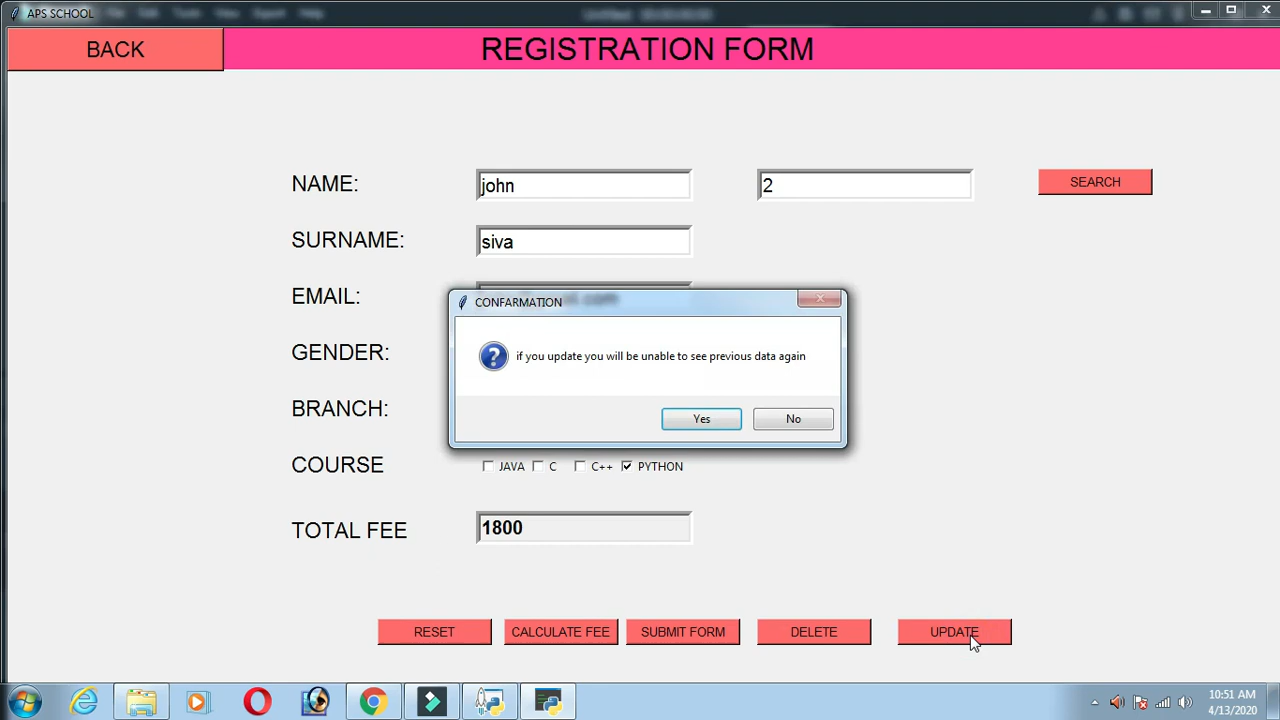 APS SCHOOL
BACK
REGISTRATION FORM
NAME: john 2 SEARCH
SURNAME: siva
EMAIL:
CONFARMATION
if you update you will be unable to see previous data again
GENDER:
BRANCH:
Yes No
COURSE JAVA C C++ PYTHON
TOTAL FEE 1800
RESET CALCULATE FEE SUBMIT FORM DELETE UPDATE
10:51 AM
4/13/2020